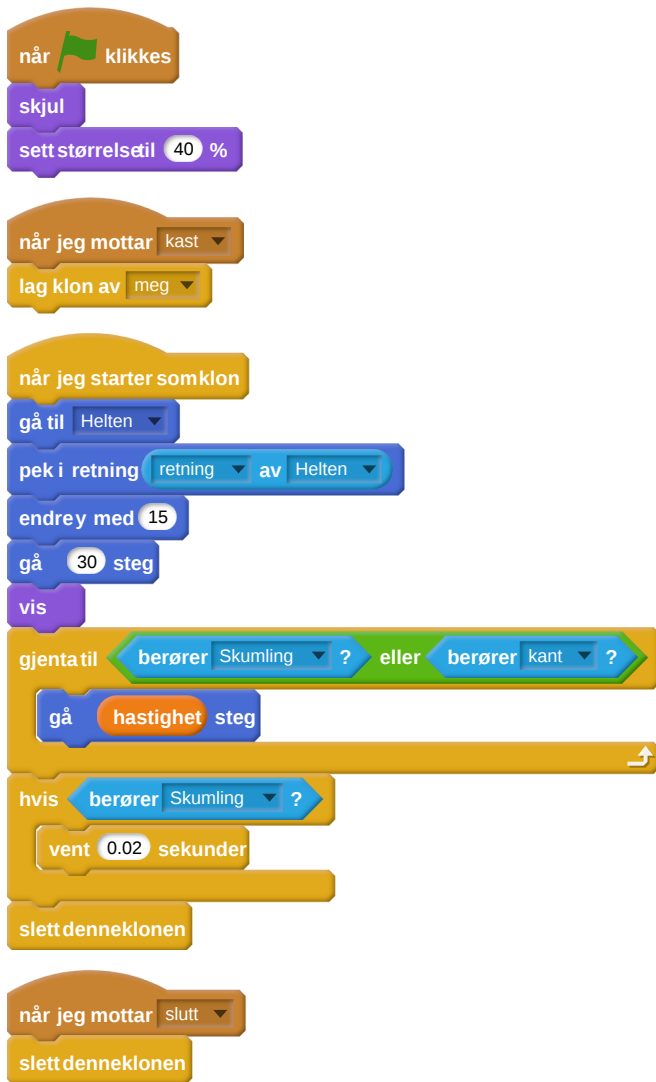 når klikkes
skjul
sett størrelse til 40 %
når jeg mottar kast
lag klon av meg
når jeg starter som klon
gå til Helten
pek i retning retning av Helten
endre y med 15
gå 30 steg
vis
gjenta til berører Skumling ? eller berører kant ?
gå hastighet steg
hvis berører Skumling ?
vent 0.02 sekunder
slett denne klonen
når jeg mottar slutt
slett denne klonen